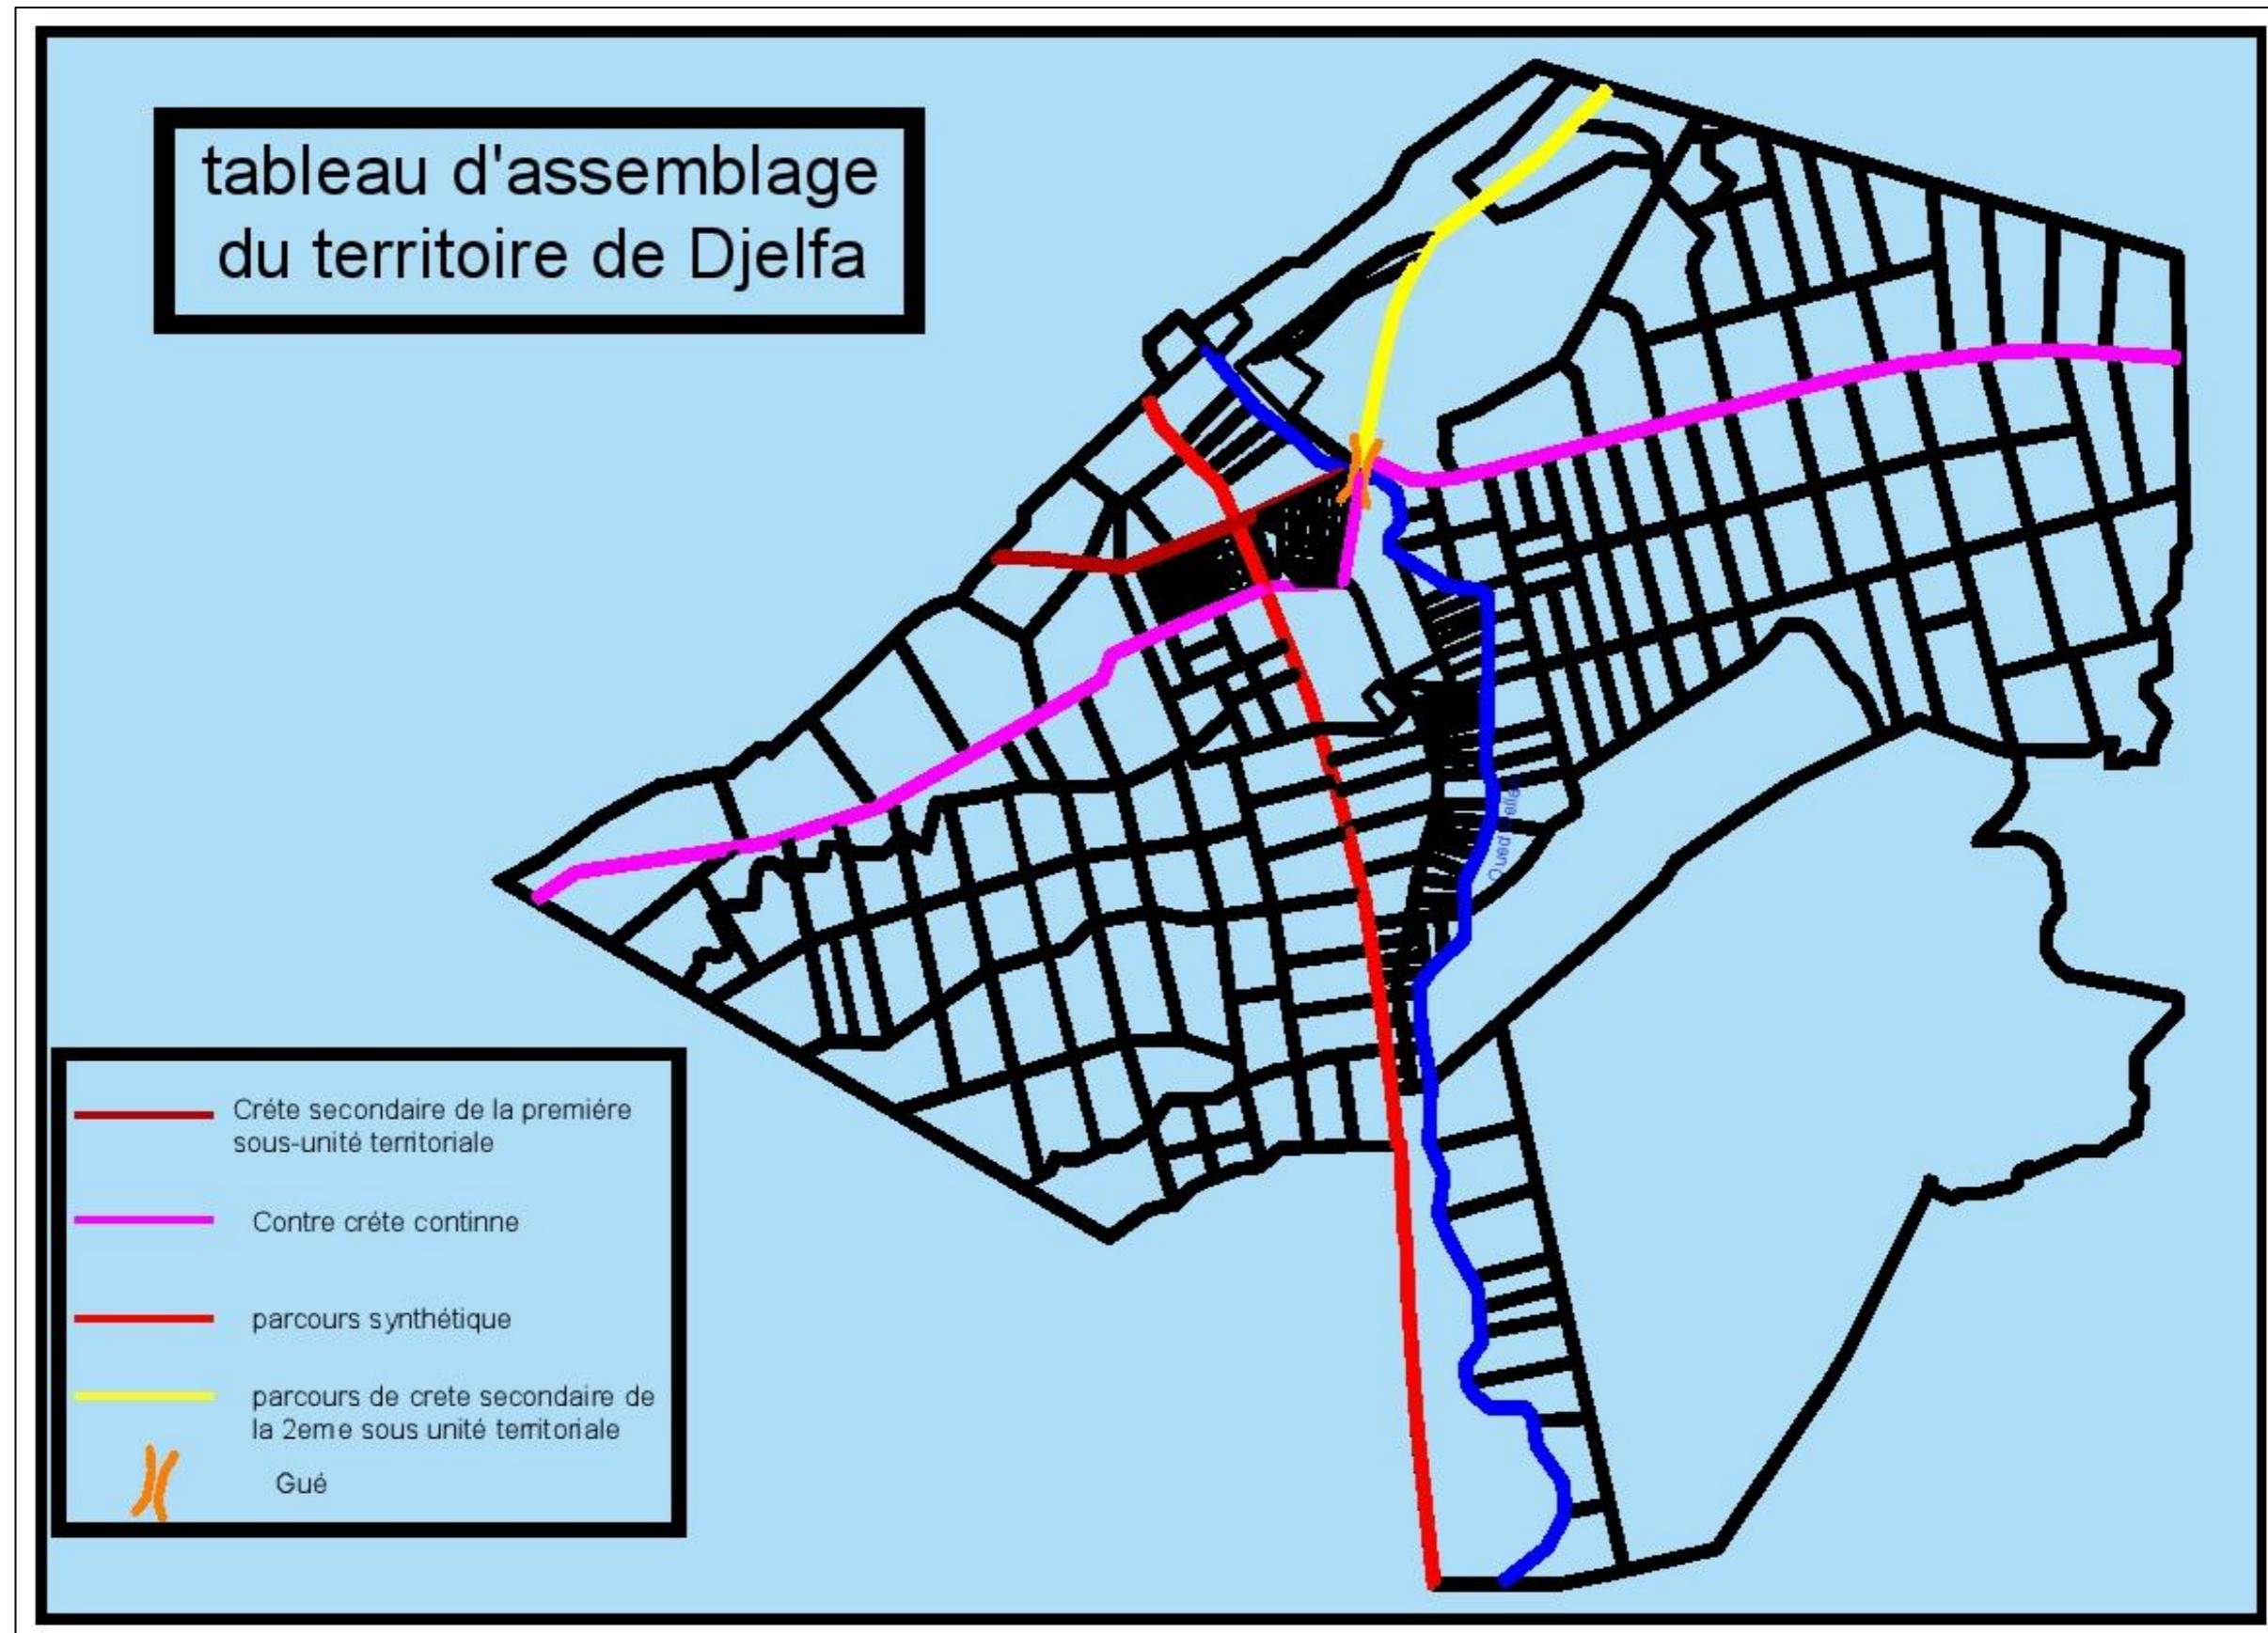 tableau d'assemblage
du territoire de Djelfa
Créte secondaire de la premiére
sous-unité territoriale
Contre créte continne
parcours synthétique
parcours de crete secondaire de
la 2eme sous unité territoriale
Gué
Oued